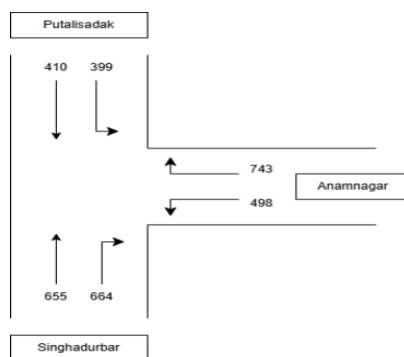 Putalisadak
410 399
743
Anamnagar
498
655 664
Singhadurbar